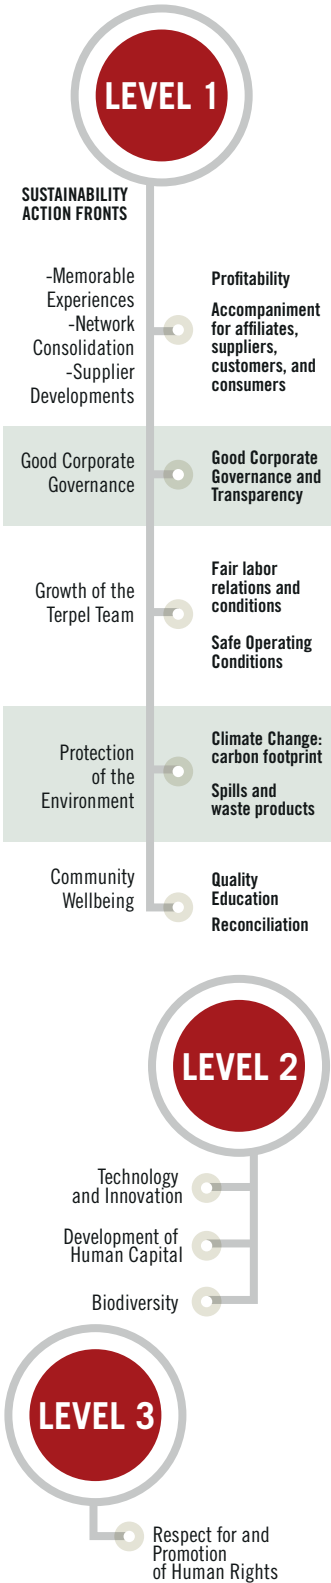 LEVEL 1
SUSTAINABILITY
ACTION FRONTS
-Memorable
Experiences
-Network
Consolidation
-Supplier
Developments
Profitability
Accompaniment
for affiliates,
suppliers,
customers, and
consumers
Good Corporate
Governance
Good Corporate
Governance and
Transparency
Growth of the
Terpel Team
Fair labor
relations and
conditions
Safe Operating
Conditions
Protection
of the
Environment
Climate Change:
carbon footprint
Spills and
waste products
Community
Wellbeing
Quality
Education
Reconciliation
LEVEL 2
Technology
and Innovation
Development of
Human Capital
Biodiversity
LEVEL 3
Respect for and
Promotion
of Human Rights